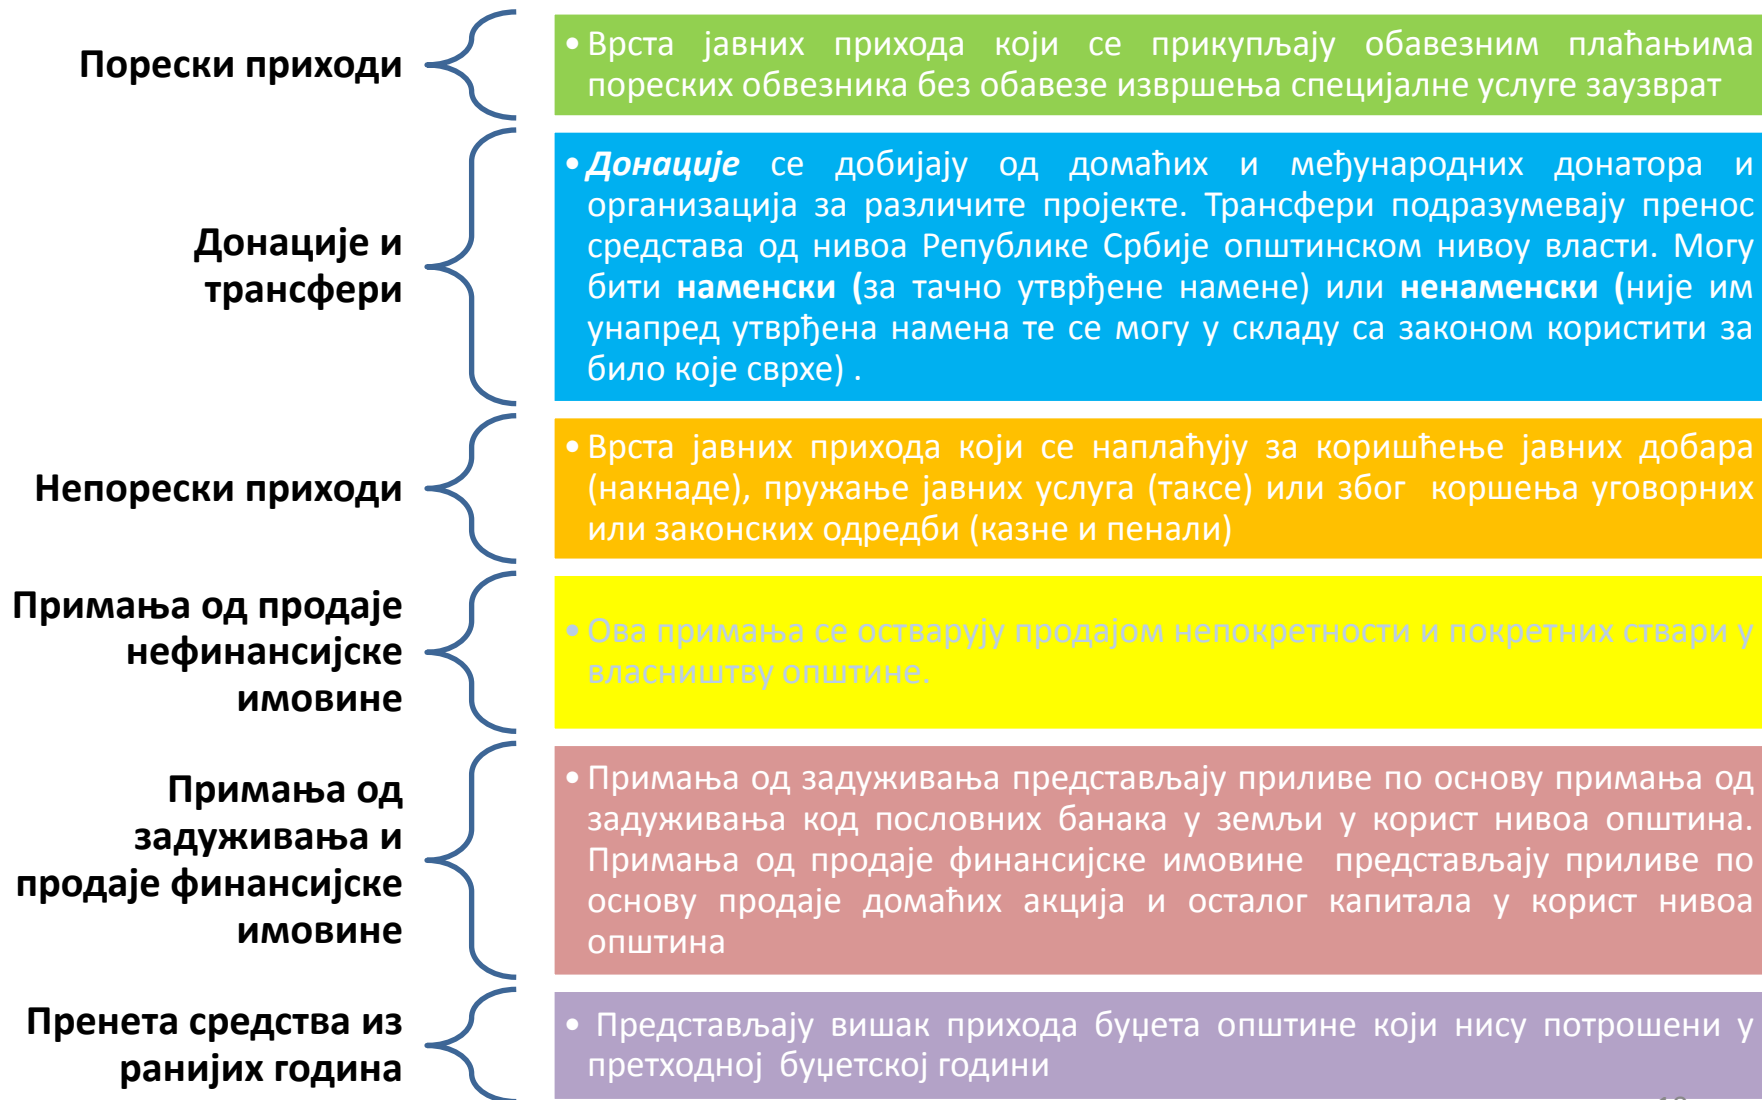 Порески приходи
• Врста јавних прихода који се прикупљају обавезним плаћањима
пореских обвезника без обавезе извршења специјалне услуге заузврат
Донације и
трансфери
• Донације се добијају од домаћих и међународних донатора и
организација за различите пројекте. Трансфери подразумевају пренос
средстава од нивоа Републике Србије општинском нивоу власти. Могу
бити наменски (за тачно утврђене намене) или ненаменски (није им
унапред утврђена намена те се могу у складу са законом користити за
било које сврхе) .
Непорески приходи
• Врста јавних прихода који се наплаћују за коришћење јавних добара
(накнаде), пружање јавних услуга (таксе) или због коршења уговорних
или законских одредби (казне и пенали)
Примања од продаје
нефинансијске
имовине
• Ова примања се остварују продајом непокретности и покретних ствари у
власништву општине.
Примања од
задуживања и
продаје финансијске
имовине
• Примања од задуживања представљају приливе по основу примања од
задуживања код пословних банака у земљи у корист нивоа општина.
Примања од продаје финансијске имовине представљају приливе по
основу продаје домаћих акција и осталог капитала у корист нивоа
општина
Пренета средства из
ранијих година
• Представљају вишак прихода буџета општине који нису потрошени у
претходној буџетској години